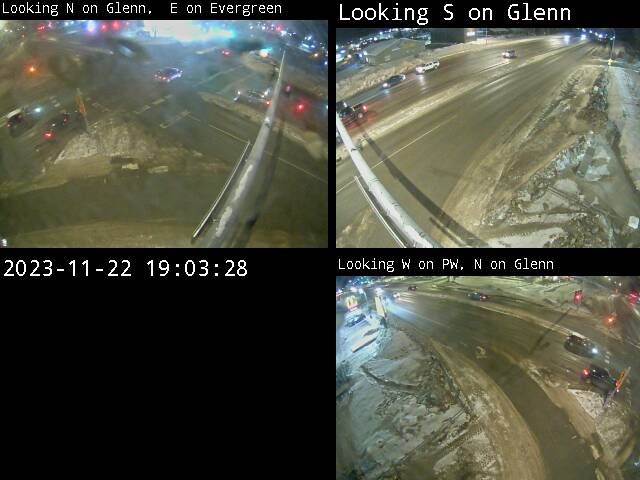 Looking N on Glenn,  E on Evergreen
Looking S on Glenn
2023-11-22 19:03:28
Looking W on PW, N on Glenn